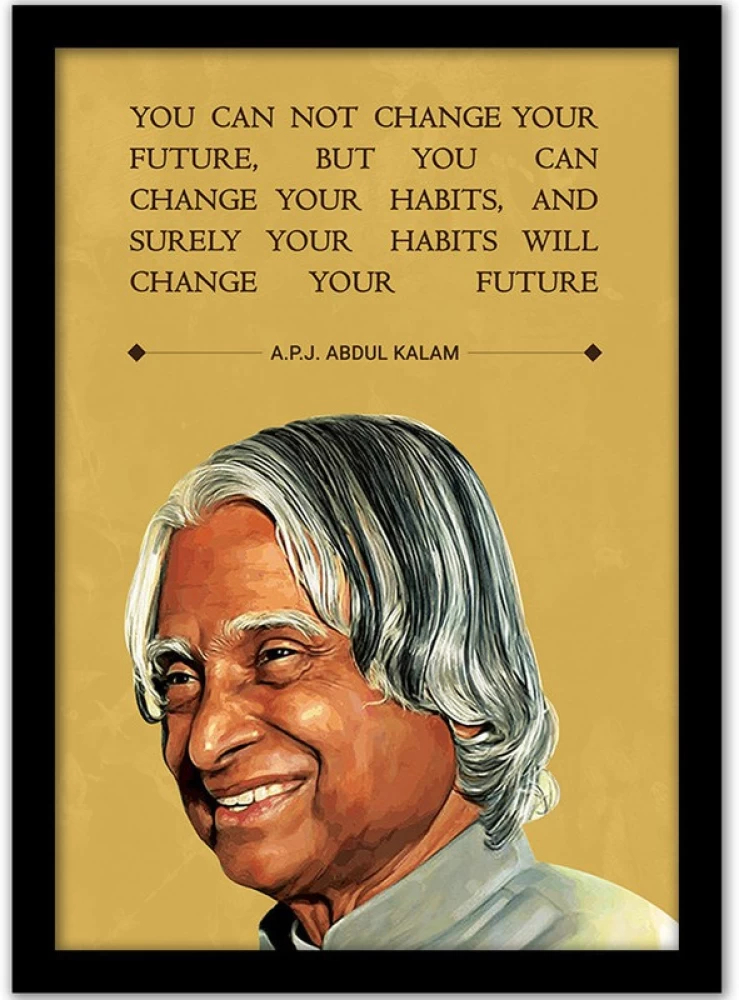 YOU CAN NOT CHANGE YOUR
FUTURE, BUT YOU CAN
CHANGE YOUR HABITS, AND
SURELY YOUR HABITS WILL
CHANGE YOUR FUTURE
A.P.J. ABDUL KALAM